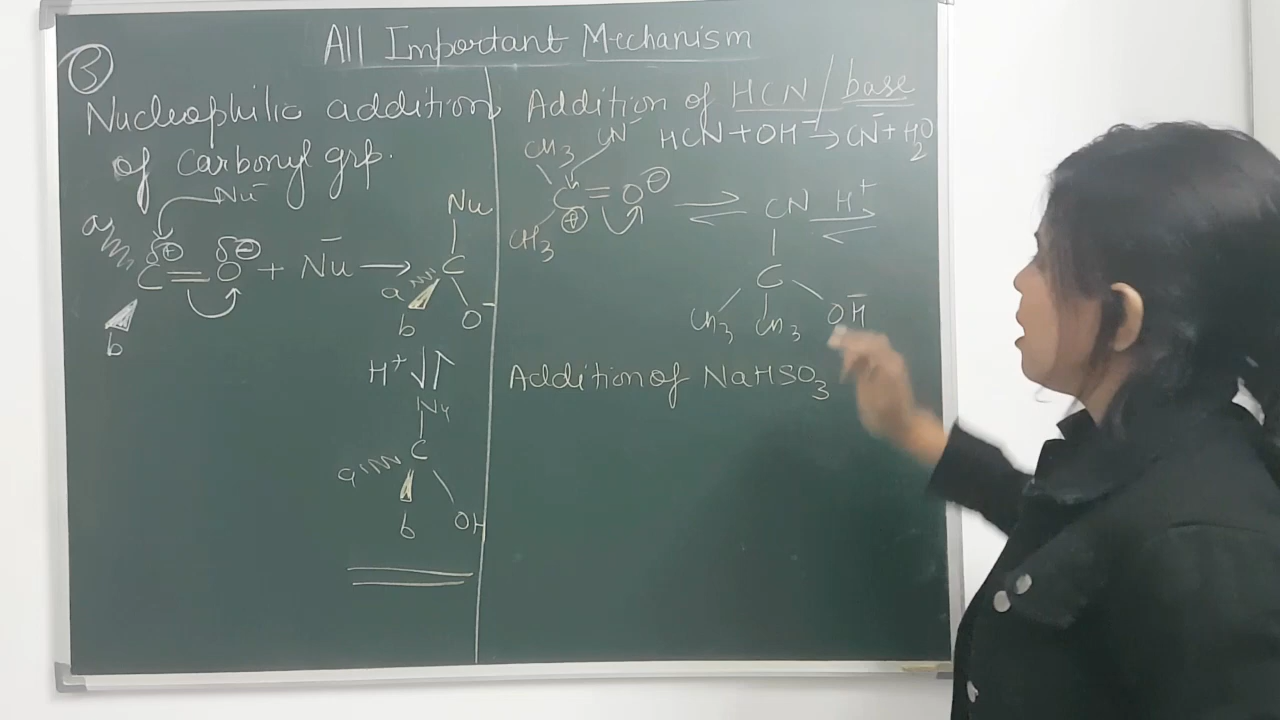 All Important Mechanism
3
Nucleophilic addition
of carbonyl grp.
Nu⁻
a
δ⊕ δ⊖
C = O + Nu⁻ →
b
Nu
C
a
b
O⁻
H⁺
Nu
C
a
b
OH
Addition of HCN / base
HCN + OH⁻ → CN⁻ + H₂O
CH₃
CN⁻
C = O ⊖
⊕
CH₃
⇌
CN
H⁺
⇌
C
CH₃ CH₃ OH⁻
Addition of NaHSO₃